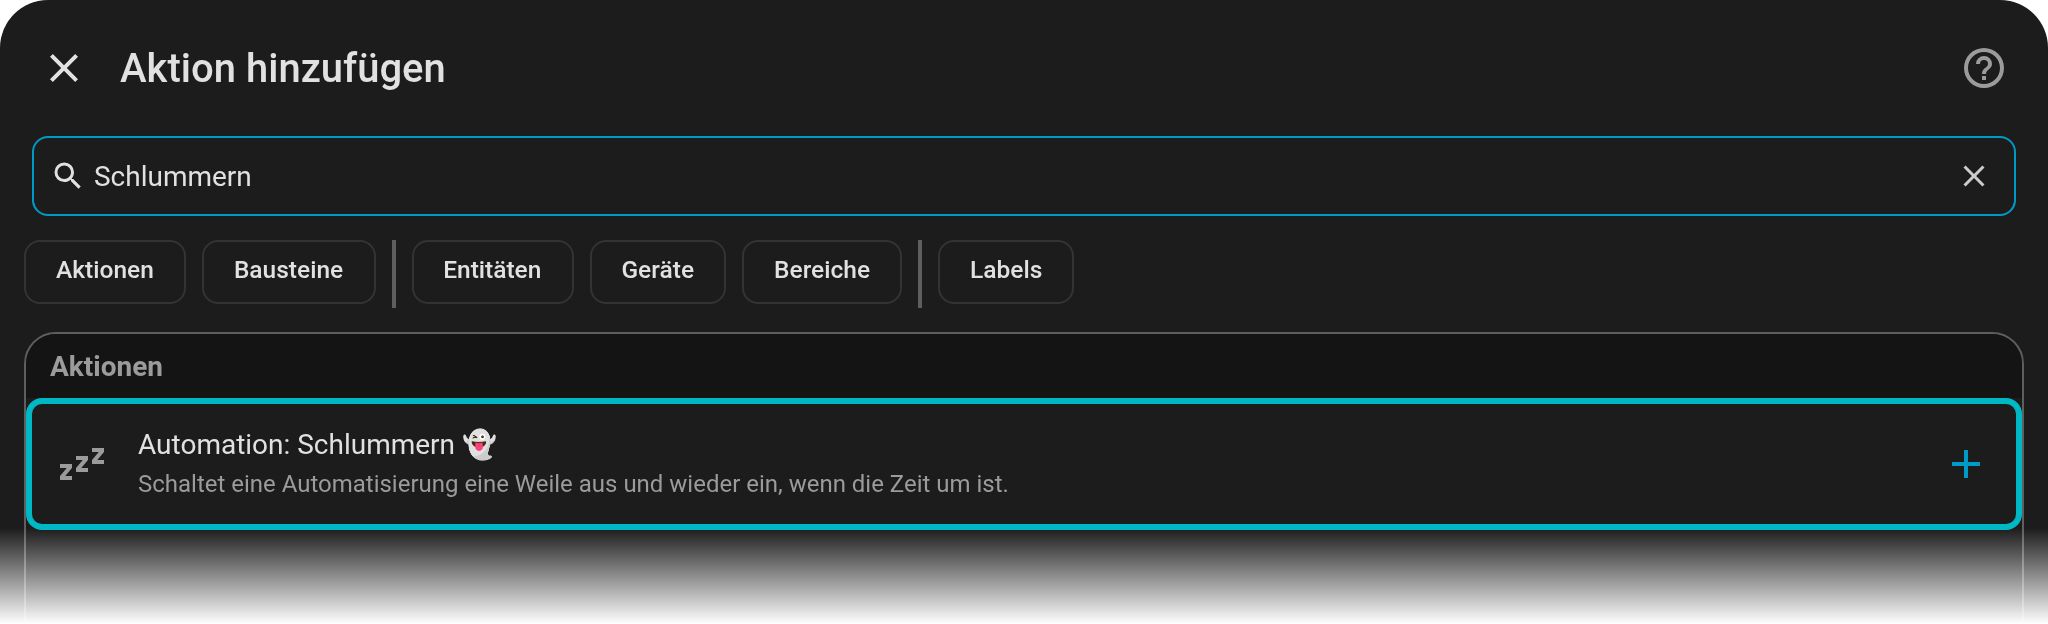 Aktion hinzufügen
Schlummern
Aktionen Bausteine Entitäten Geräte Bereiche Labels
Aktionen
Automation: Schlummern 👻
Schaltet eine Automatisierung eine Weile aus und wieder ein, wenn die Zeit um ist.